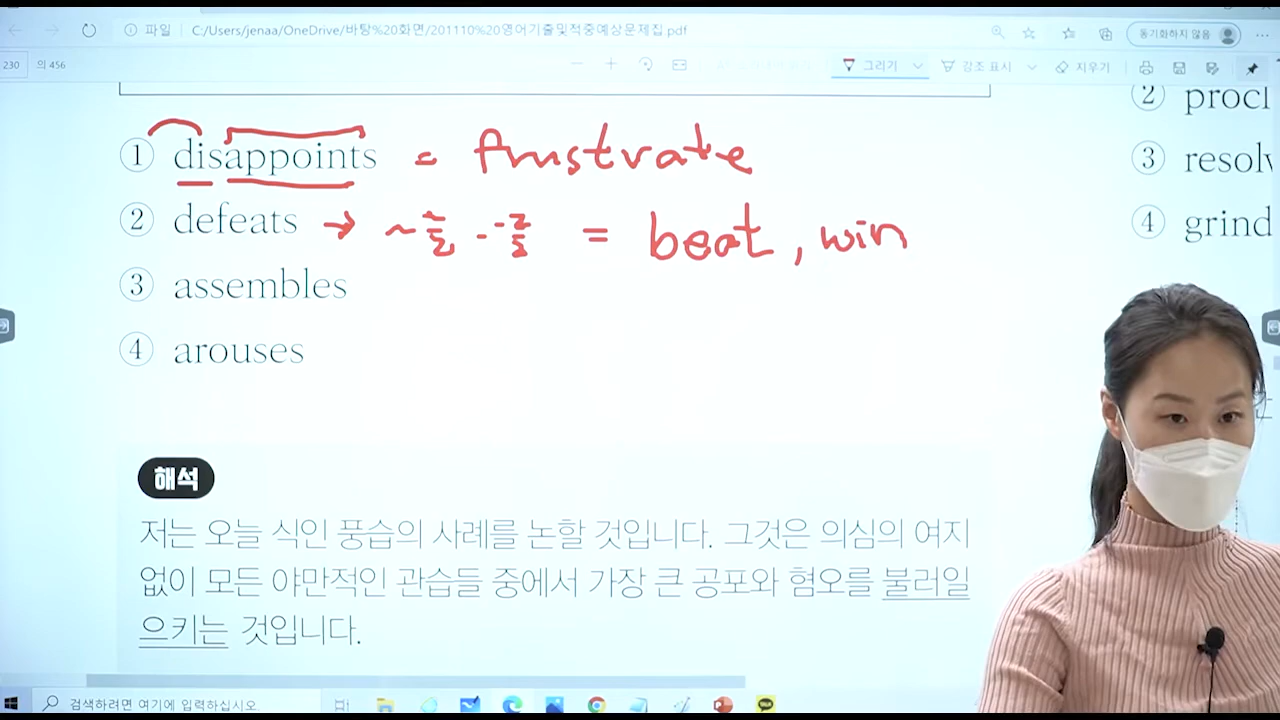 파일 C:/Users/jenaa/OneDrive/바탕%20화면/201110%20영어기출및적중예상문제집.pdf 동기화하지 않음
230 의 456 그리기 강조 표시 지우기
① disappoints = frustrate
② defeats → = beat, win
③ assembles
④ arouses
② procl
③ resolv
④ grind
해석
저는 오늘 식인 풍습의 사례를 논할 것입니다. 그것은 의심의 여지
없이 모든 야만적인 관습들 중에서 가장 큰 공포와 혐오를 불러일
으키는 것입니다.
검색하려면 여기에 입력하십시오.